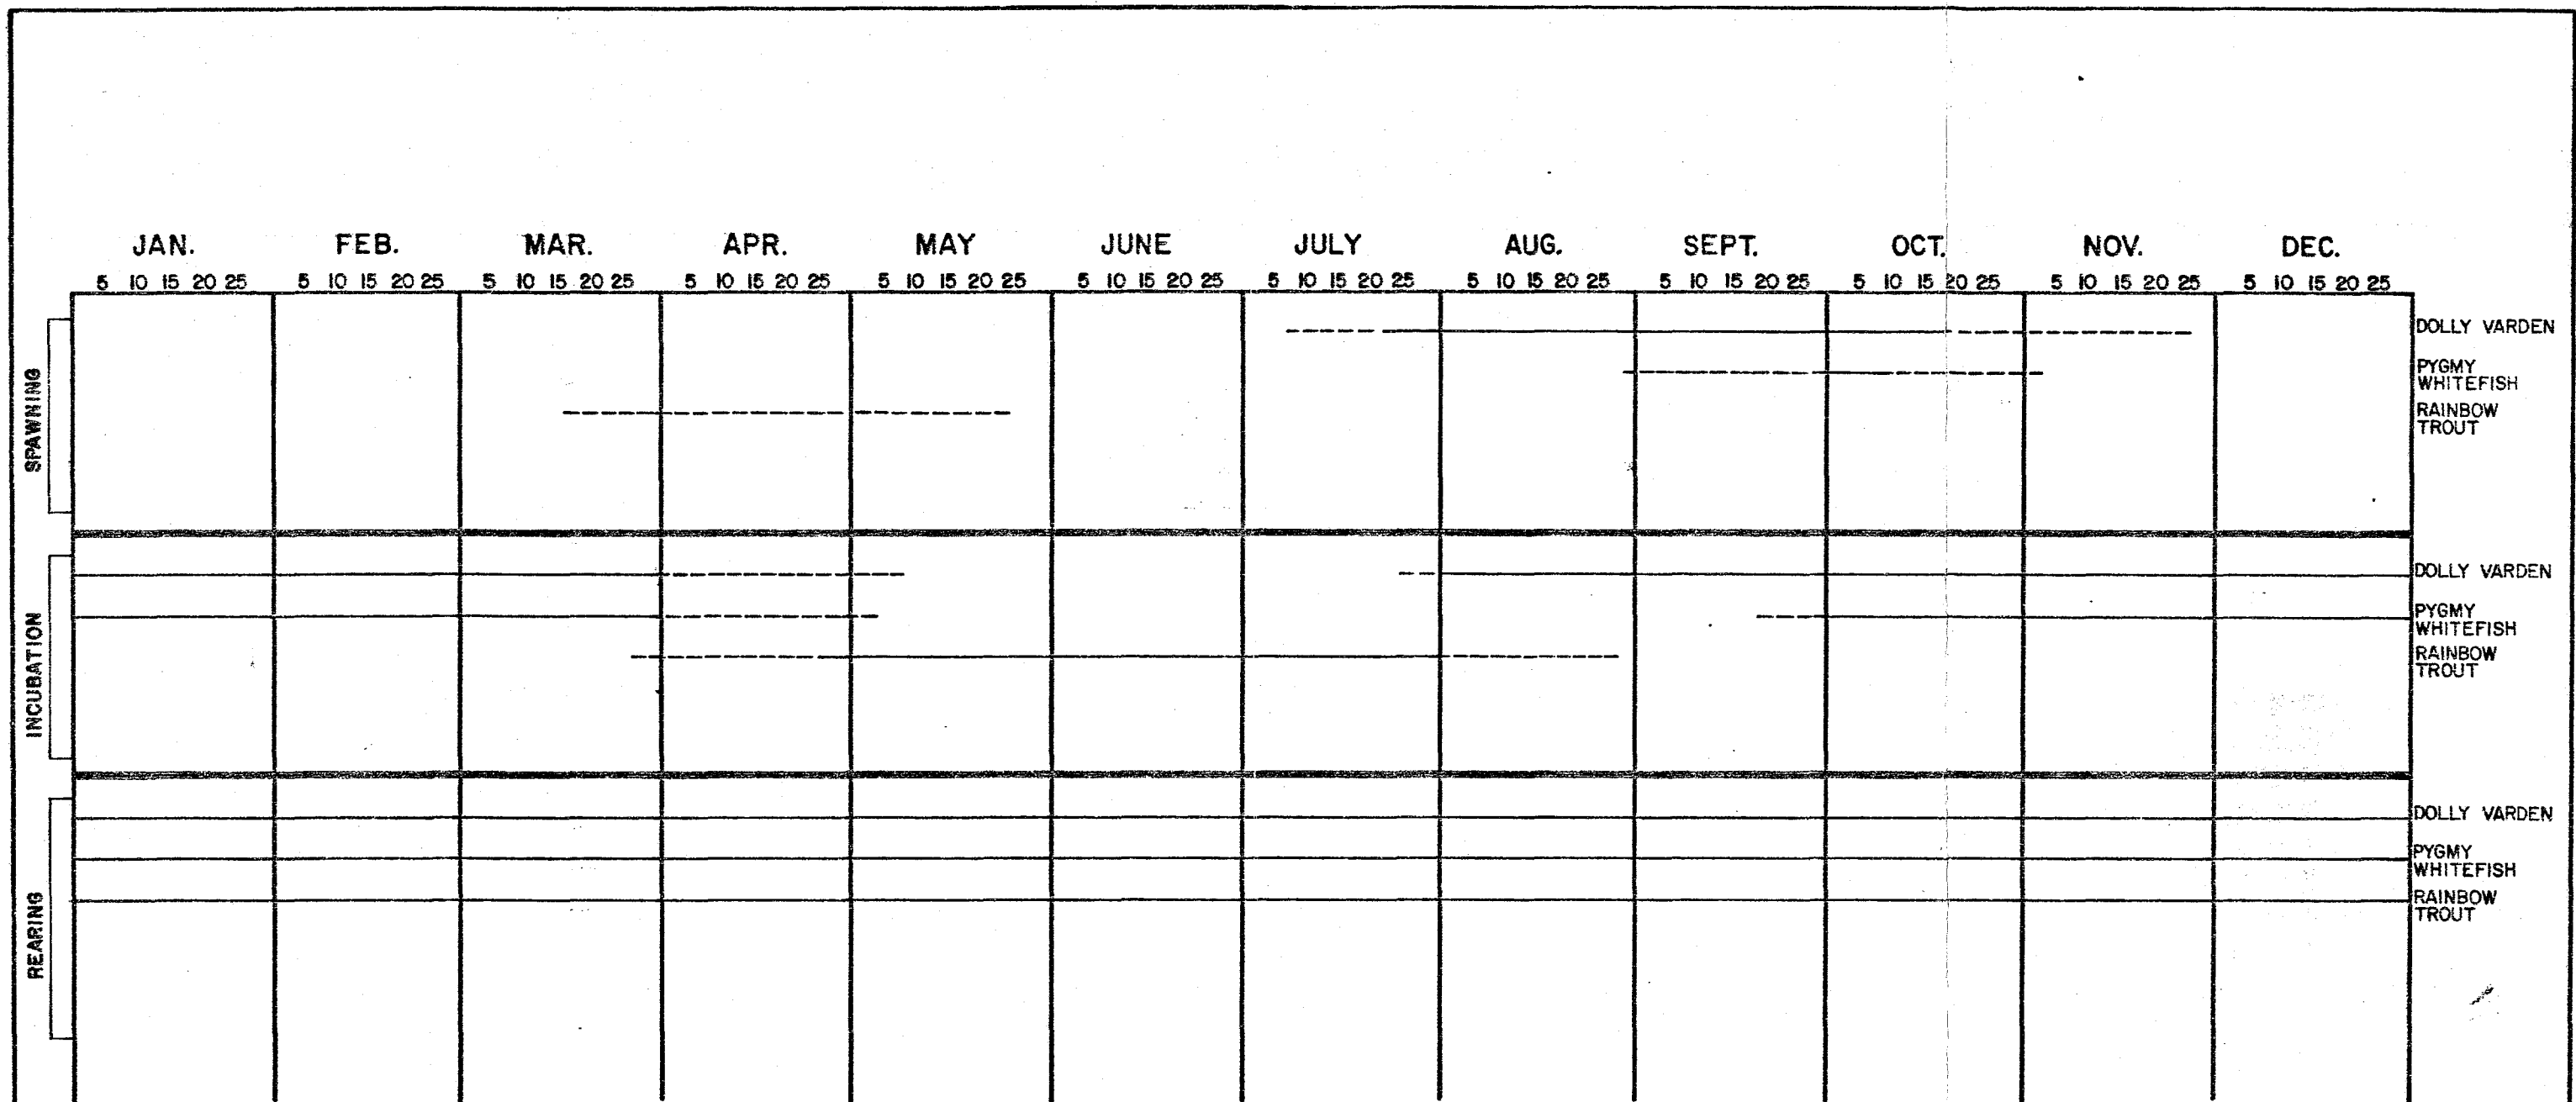 JAN. FEB. MAR. APR. MAY JUNE JULY AUG. SEPT. OCT. NOV. DEC.
5 10 15 20 25 5 10 15 20 25 5 10 15 20 25 5 10 15 20 25 5 10 15 20 25 5 10 15 20 25 5 10 15 20 25 5 10 15 20 25 5 10 15 20 25 5 10 15 20 25 5 10 15 20 25 5 10 15 20 25
SPAWNING
DOLLY VARDEN
PYGMY
WHITEFISH
RAINBOW
TROUT
INCUBATION
DOLLY VARDEN
PYGMY
WHITEFISH
RAINBOW
TROUT
REARING
DOLLY VARDEN
PYGMY
WHITEFISH
RAINBOW
TROUT